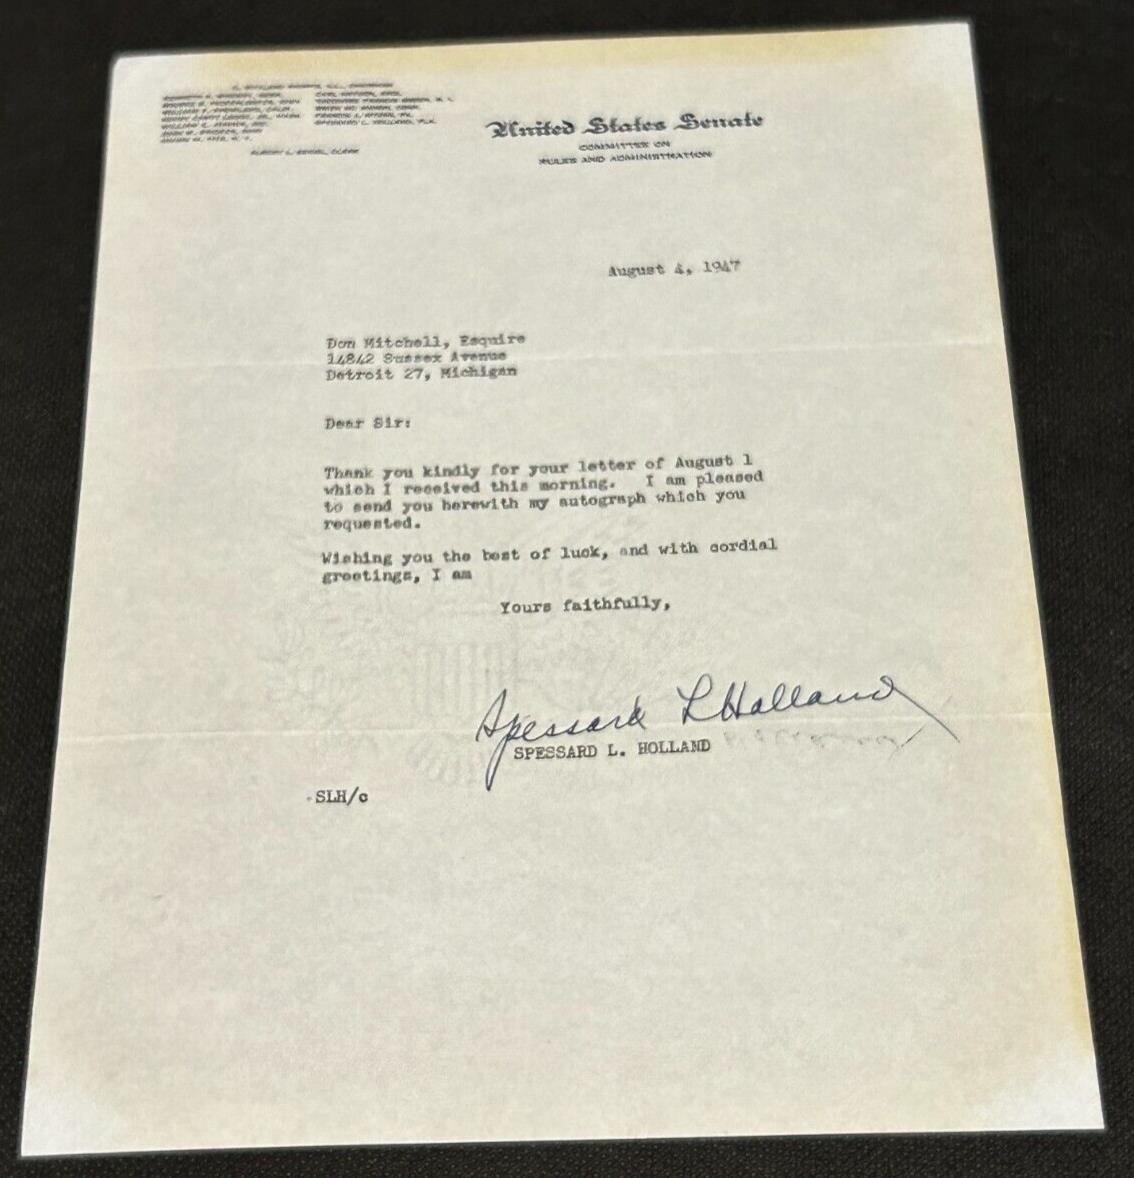 United States Senate
COMMITTEE ON
RULES AND ADMINISTRATION
August 4, 1947
Don Mitchell, Esquire
14842 Sussex Avenue
Detroit 27, Michigan
Dear Sir:
Thank you kindly for your letter of August 1
which I received this morning. I am pleased
to send you herewith my autograph which you
requested.
Wishing you the best of luck, and with cordial
greetings, I am
Yours faithfully,
Spessard L Holland
SPESSARD L. HOLLAND
SLH/c